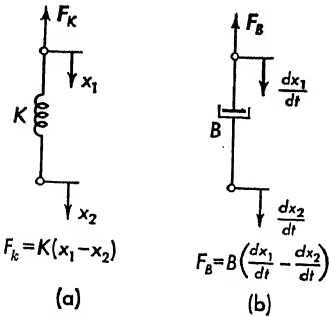 F_K
x_1
K
x_2
F_k = K(x_1 - x_2)
(a)
F_B
dx_1/dt
B
dx_2/dt
F_B = B(dx_1/dt - dx_2/dt)
(b)